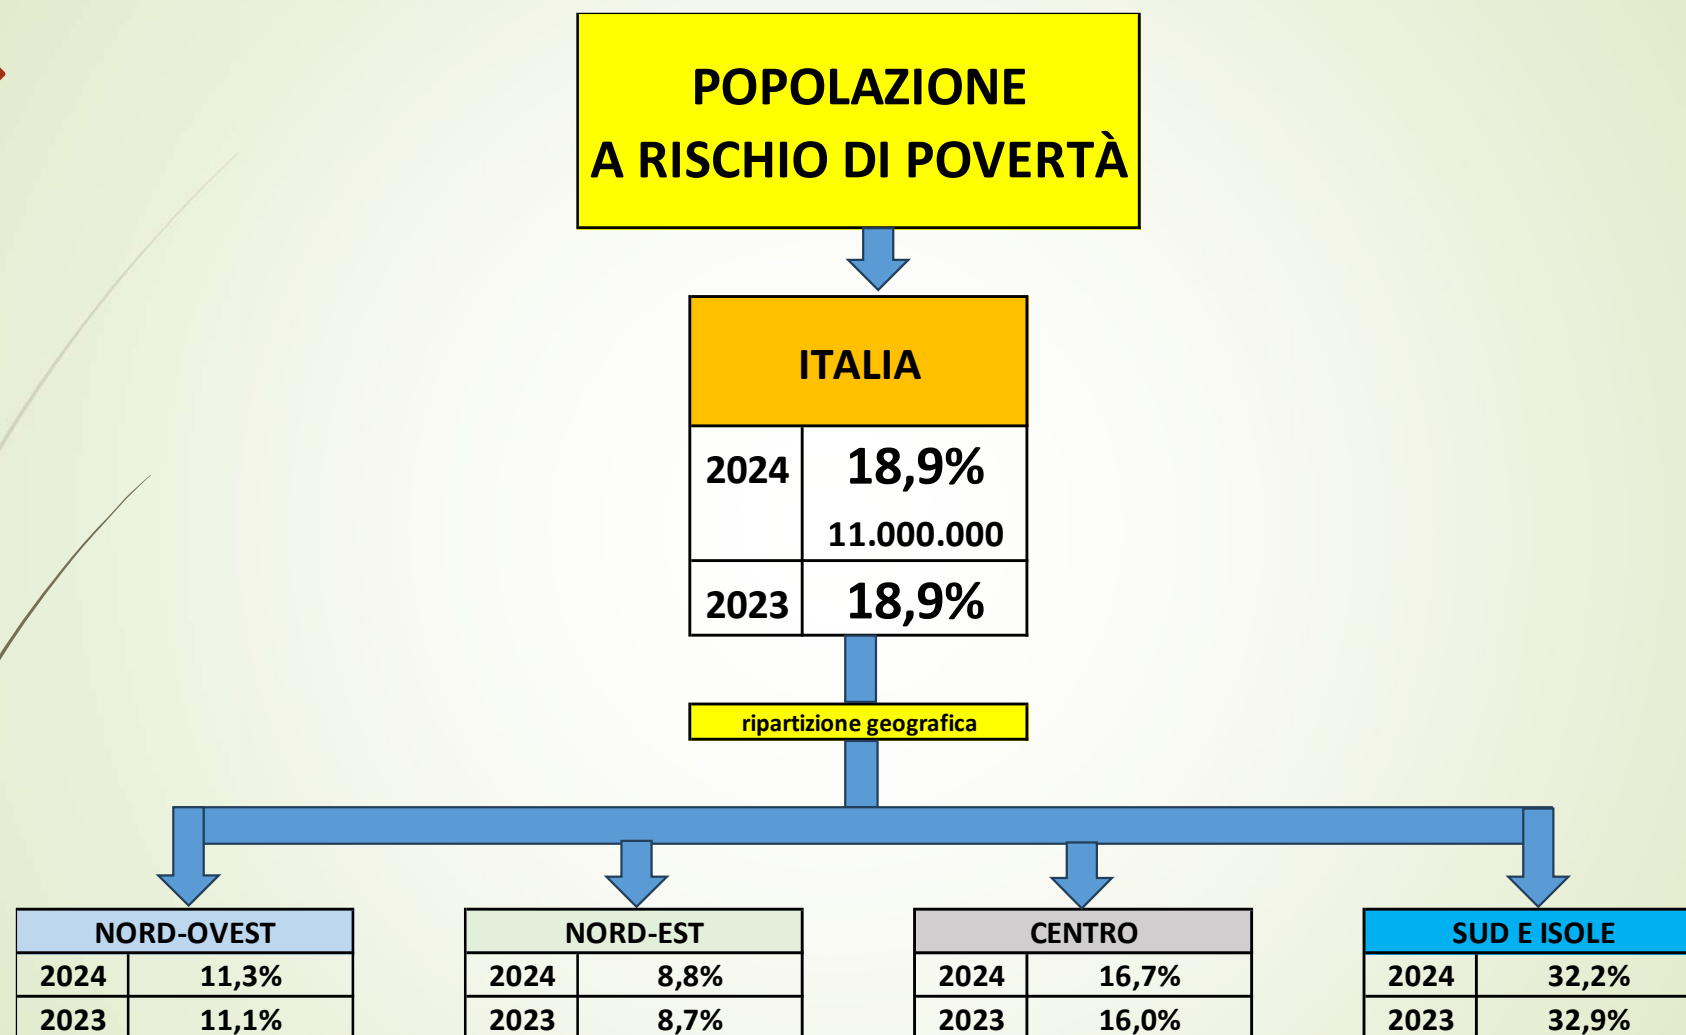 POPOLAZIONE
A RISCHIO DI POVERTÀ
ITALIA
2024 18,9%
11.000.000
2023 18,9%
ripartizione geografica
NORD-OVEST
2024 11,3%
2023 11,1%
NORD-EST
2024 8,8%
2023 8,7%
CENTRO
2024 16,7%
2023 16,0%
SUD E ISOLE
2024 32,2%
2023 32,9%